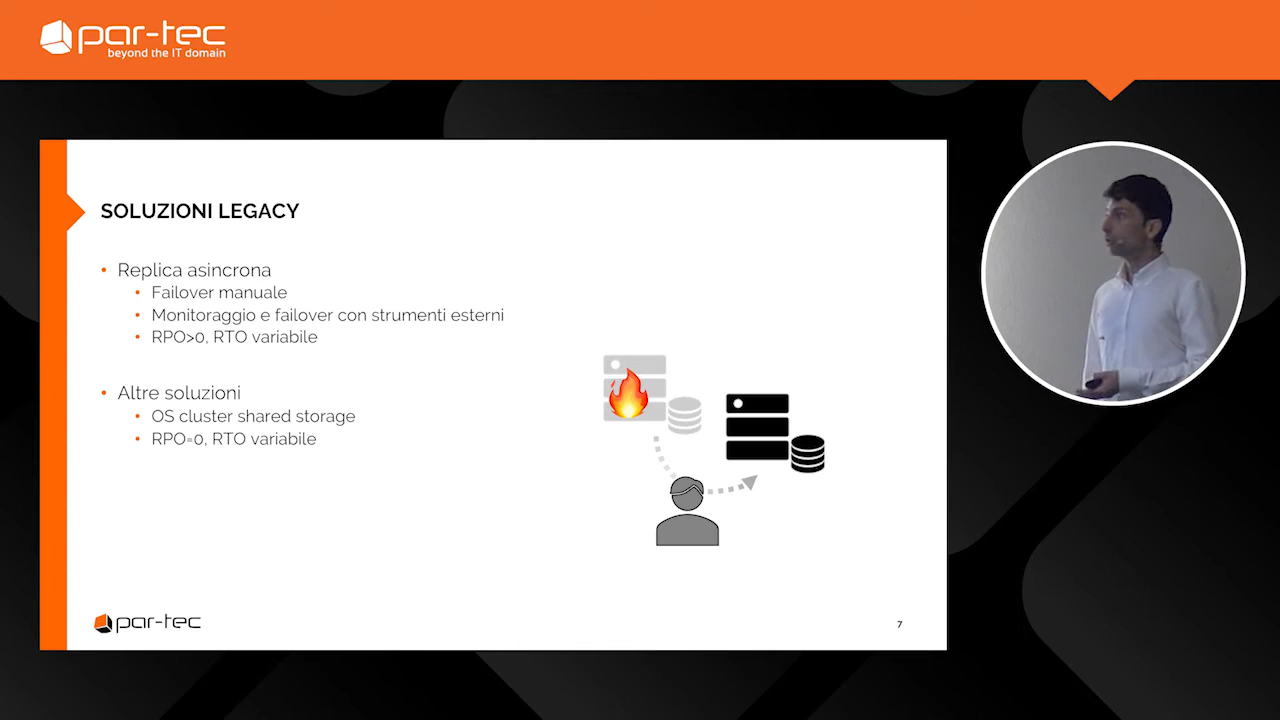 par-tec
beyond the IT domain
SOLUZIONI LEGACY
• Replica asincrona
• Failover manuale
• Monitoraggio e failover con strumenti esterni
• RPO>0, RTO variabile
• Altre soluzioni
• OS cluster shared storage
• RPO=0, RTO variabile
par-tec
7